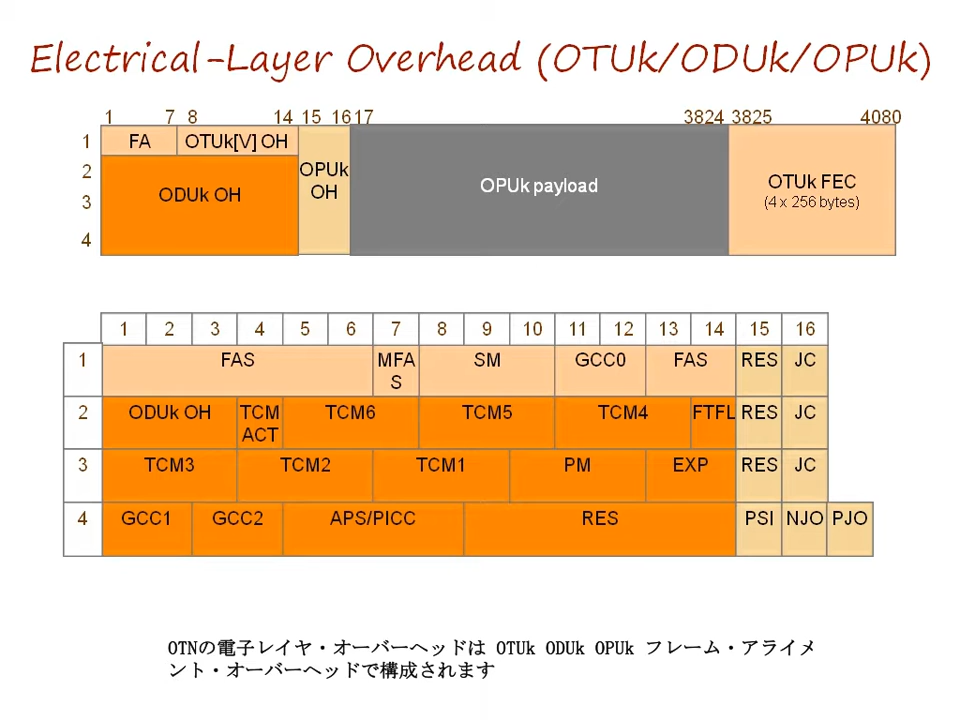 Electrical-Layer Overhead (OTUk/ODUk/OPUk)
1 7 8 14 15 16 17 3824 3825 4080
1 FA OTUk[V] OH
2 OPUk
OH
3 ODUk OH
4
OPUk payload
OTUk FEC
(4 x 256 bytes)
1 2 3 4 5 6 7 8 9 10 11 12 13 14 15 16
1 FAS MFA
S SM GCC0 FAS RES JC
2 ODUk OH TCM
ACT TCM6 TCM5 TCM4 FTFL RES JC
3 TCM3 TCM2 TCM1 PM EXP RES JC
4 GCC1 GCC2 APS/PICC RES PSI NJO PJO
OTNの電子レイヤ・オーバーヘッドは OTUk ODUk OPUk フレーム・アライメ
ント・オーバーヘッドで構成されます